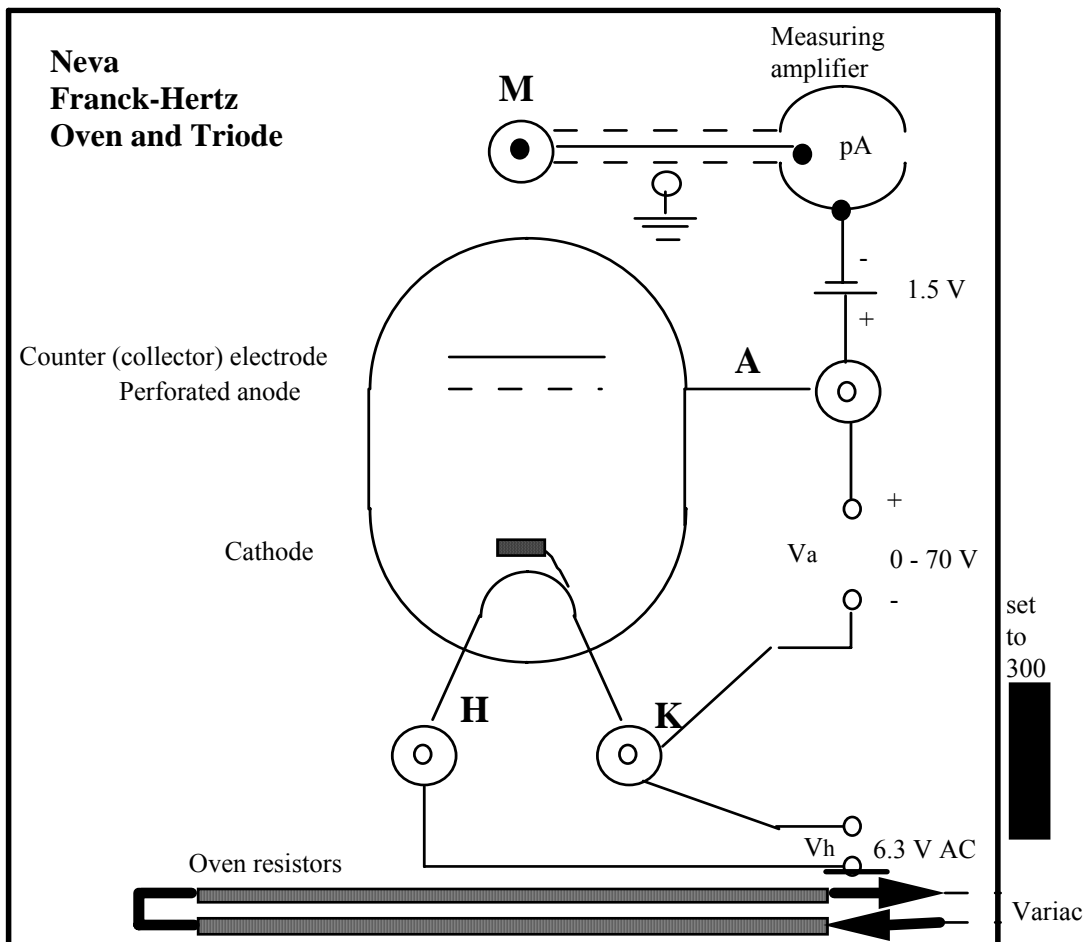 Neva
Franck-Hertz
Oven and Triode
Measuring
amplifier
M
pA
-
1.5 V
+
Counter (collector) electrode
Perforated anode
A
+
Cathode
Va
0 - 70 V
-
set
to
300
H
K
Vh
6.3 V AC
Oven resistors
Variac